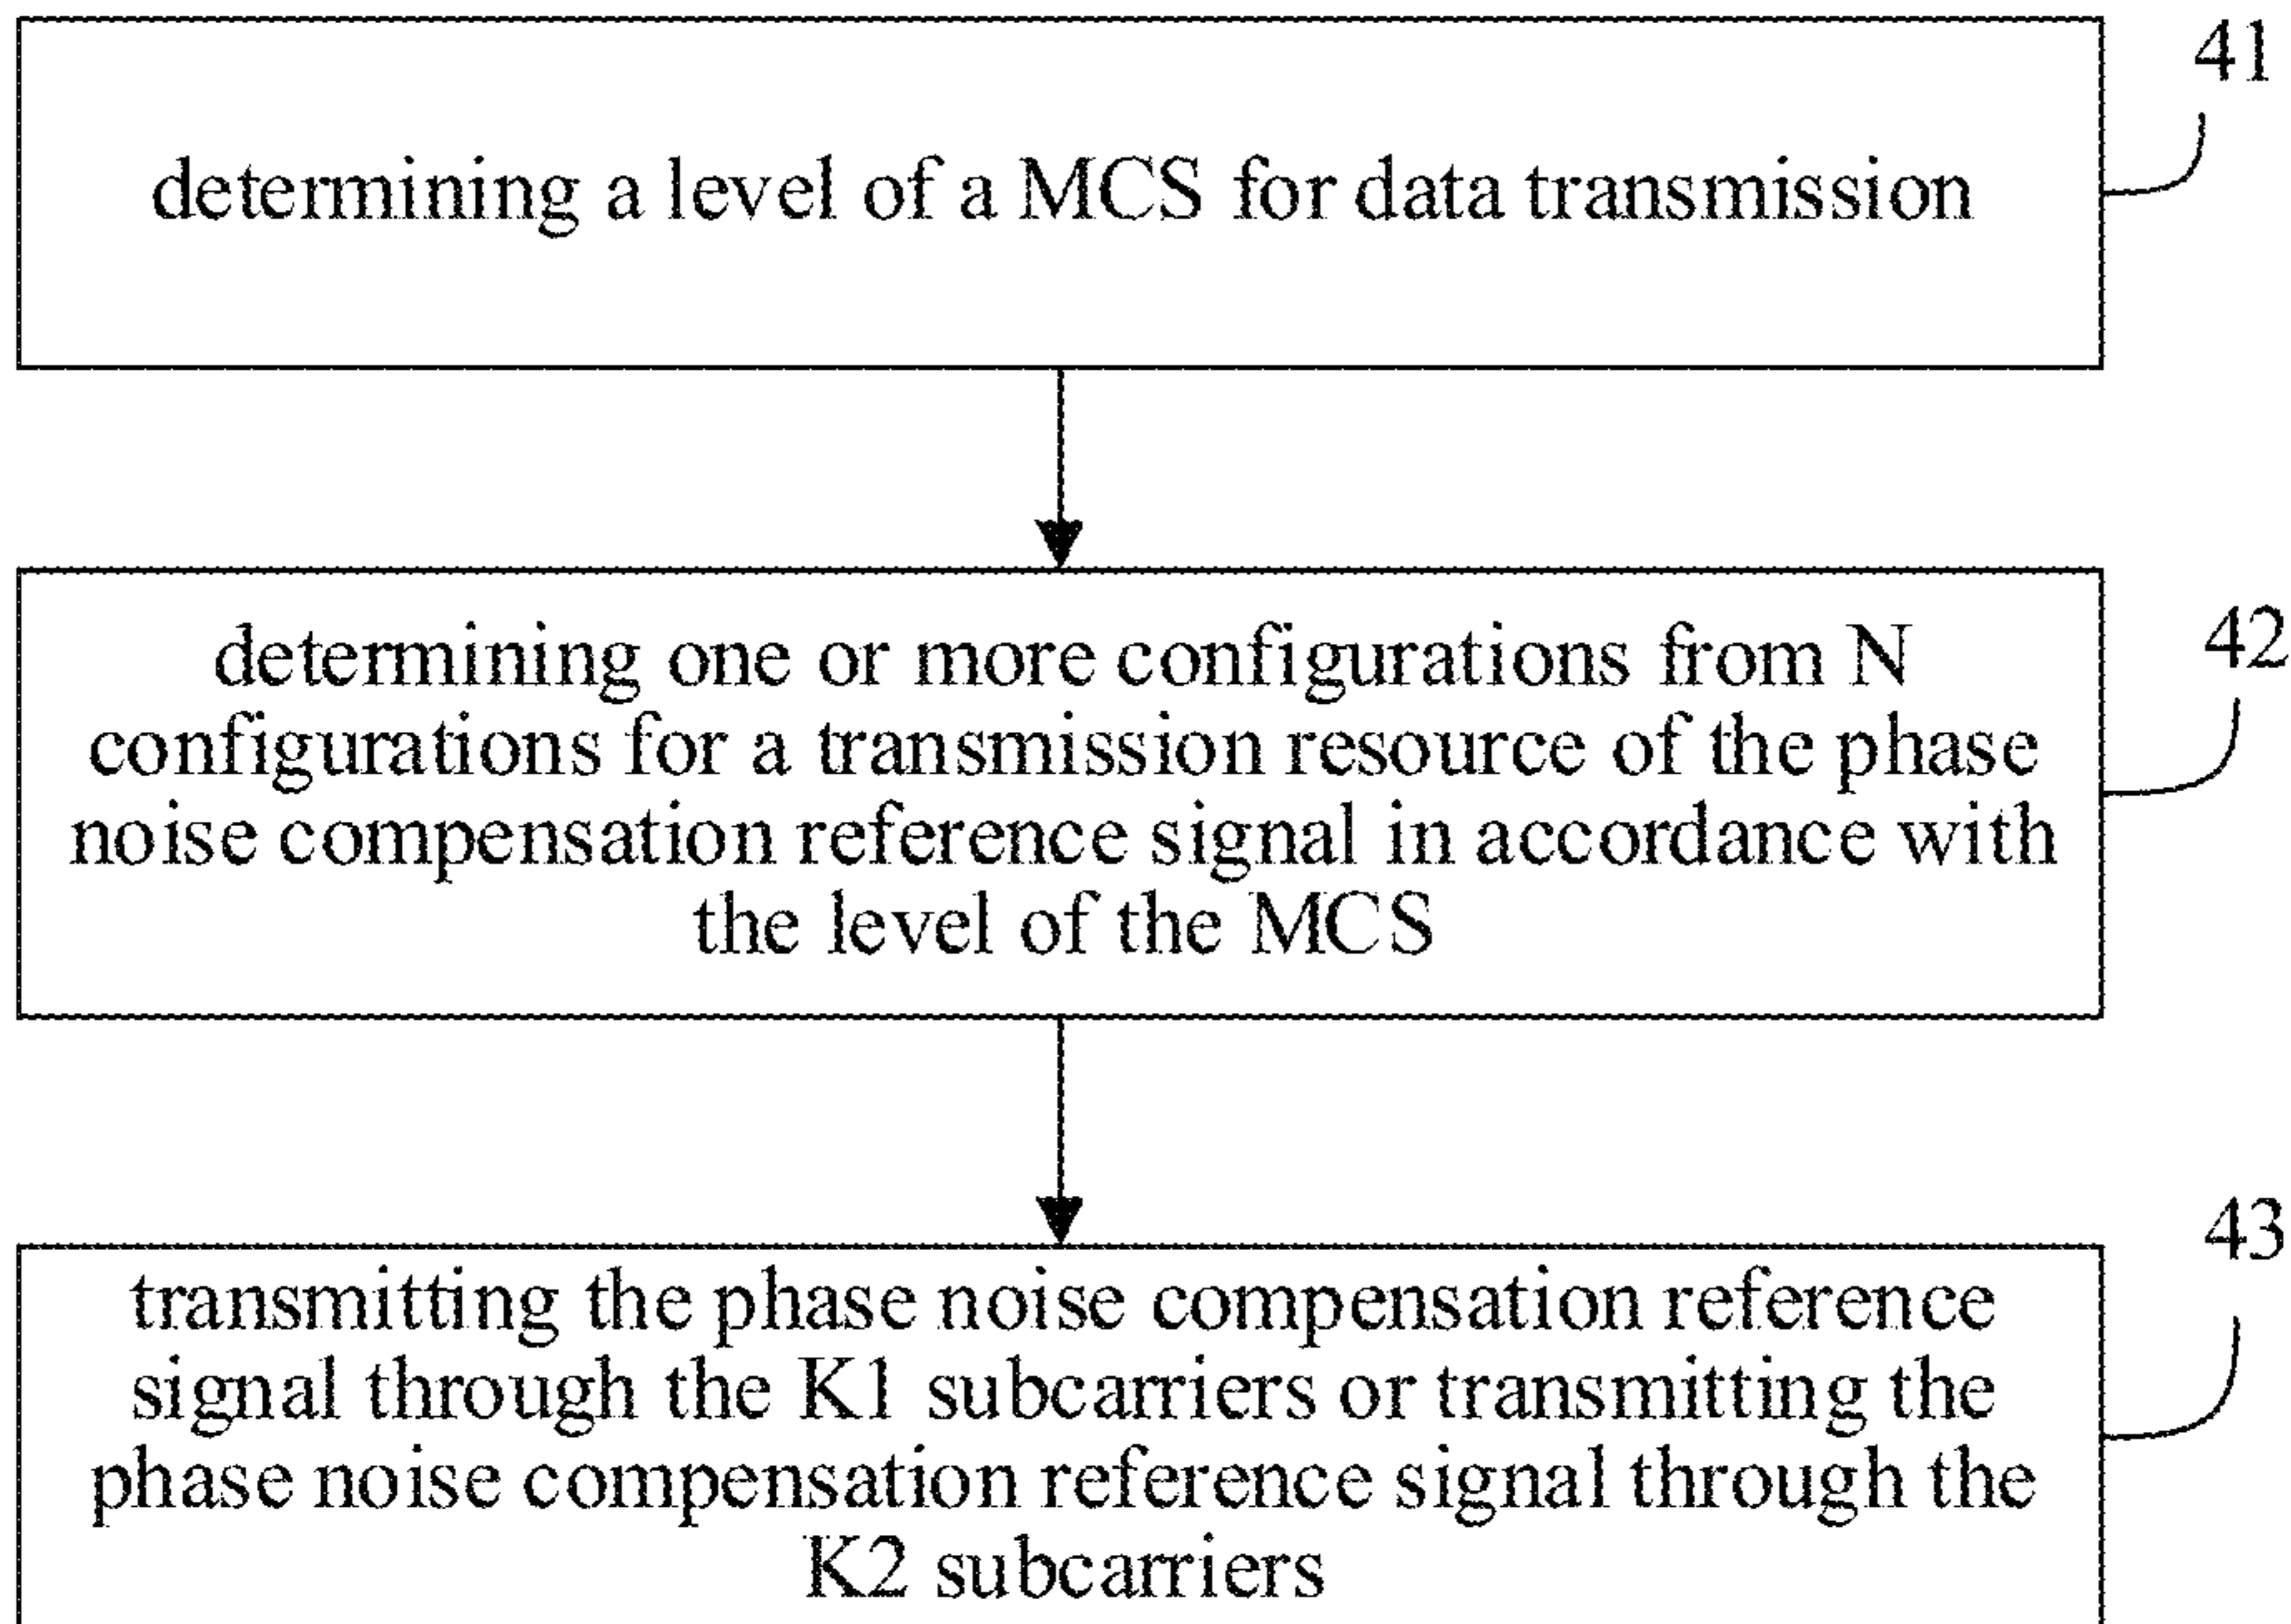 41
determining a level of a MCS for data transmission
42
determining one or more configurations from N
configurations for a transmission resource of the phase
noise compensation reference signal in accordance with
the level of the MCS
43
transmitting the phase noise compensation reference
signal through the K1 subcarriers or transmitting the
phase noise compensation reference signal through the
K2 subcarriers